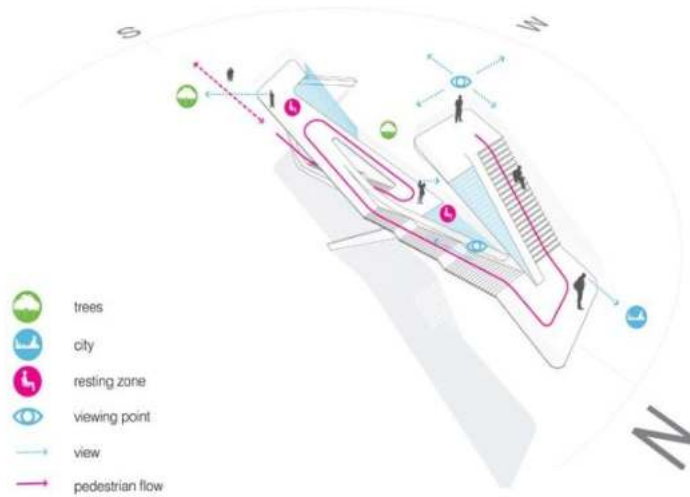 S
W
trees
city
resting zone
viewing point
view
pedestrian flow
N